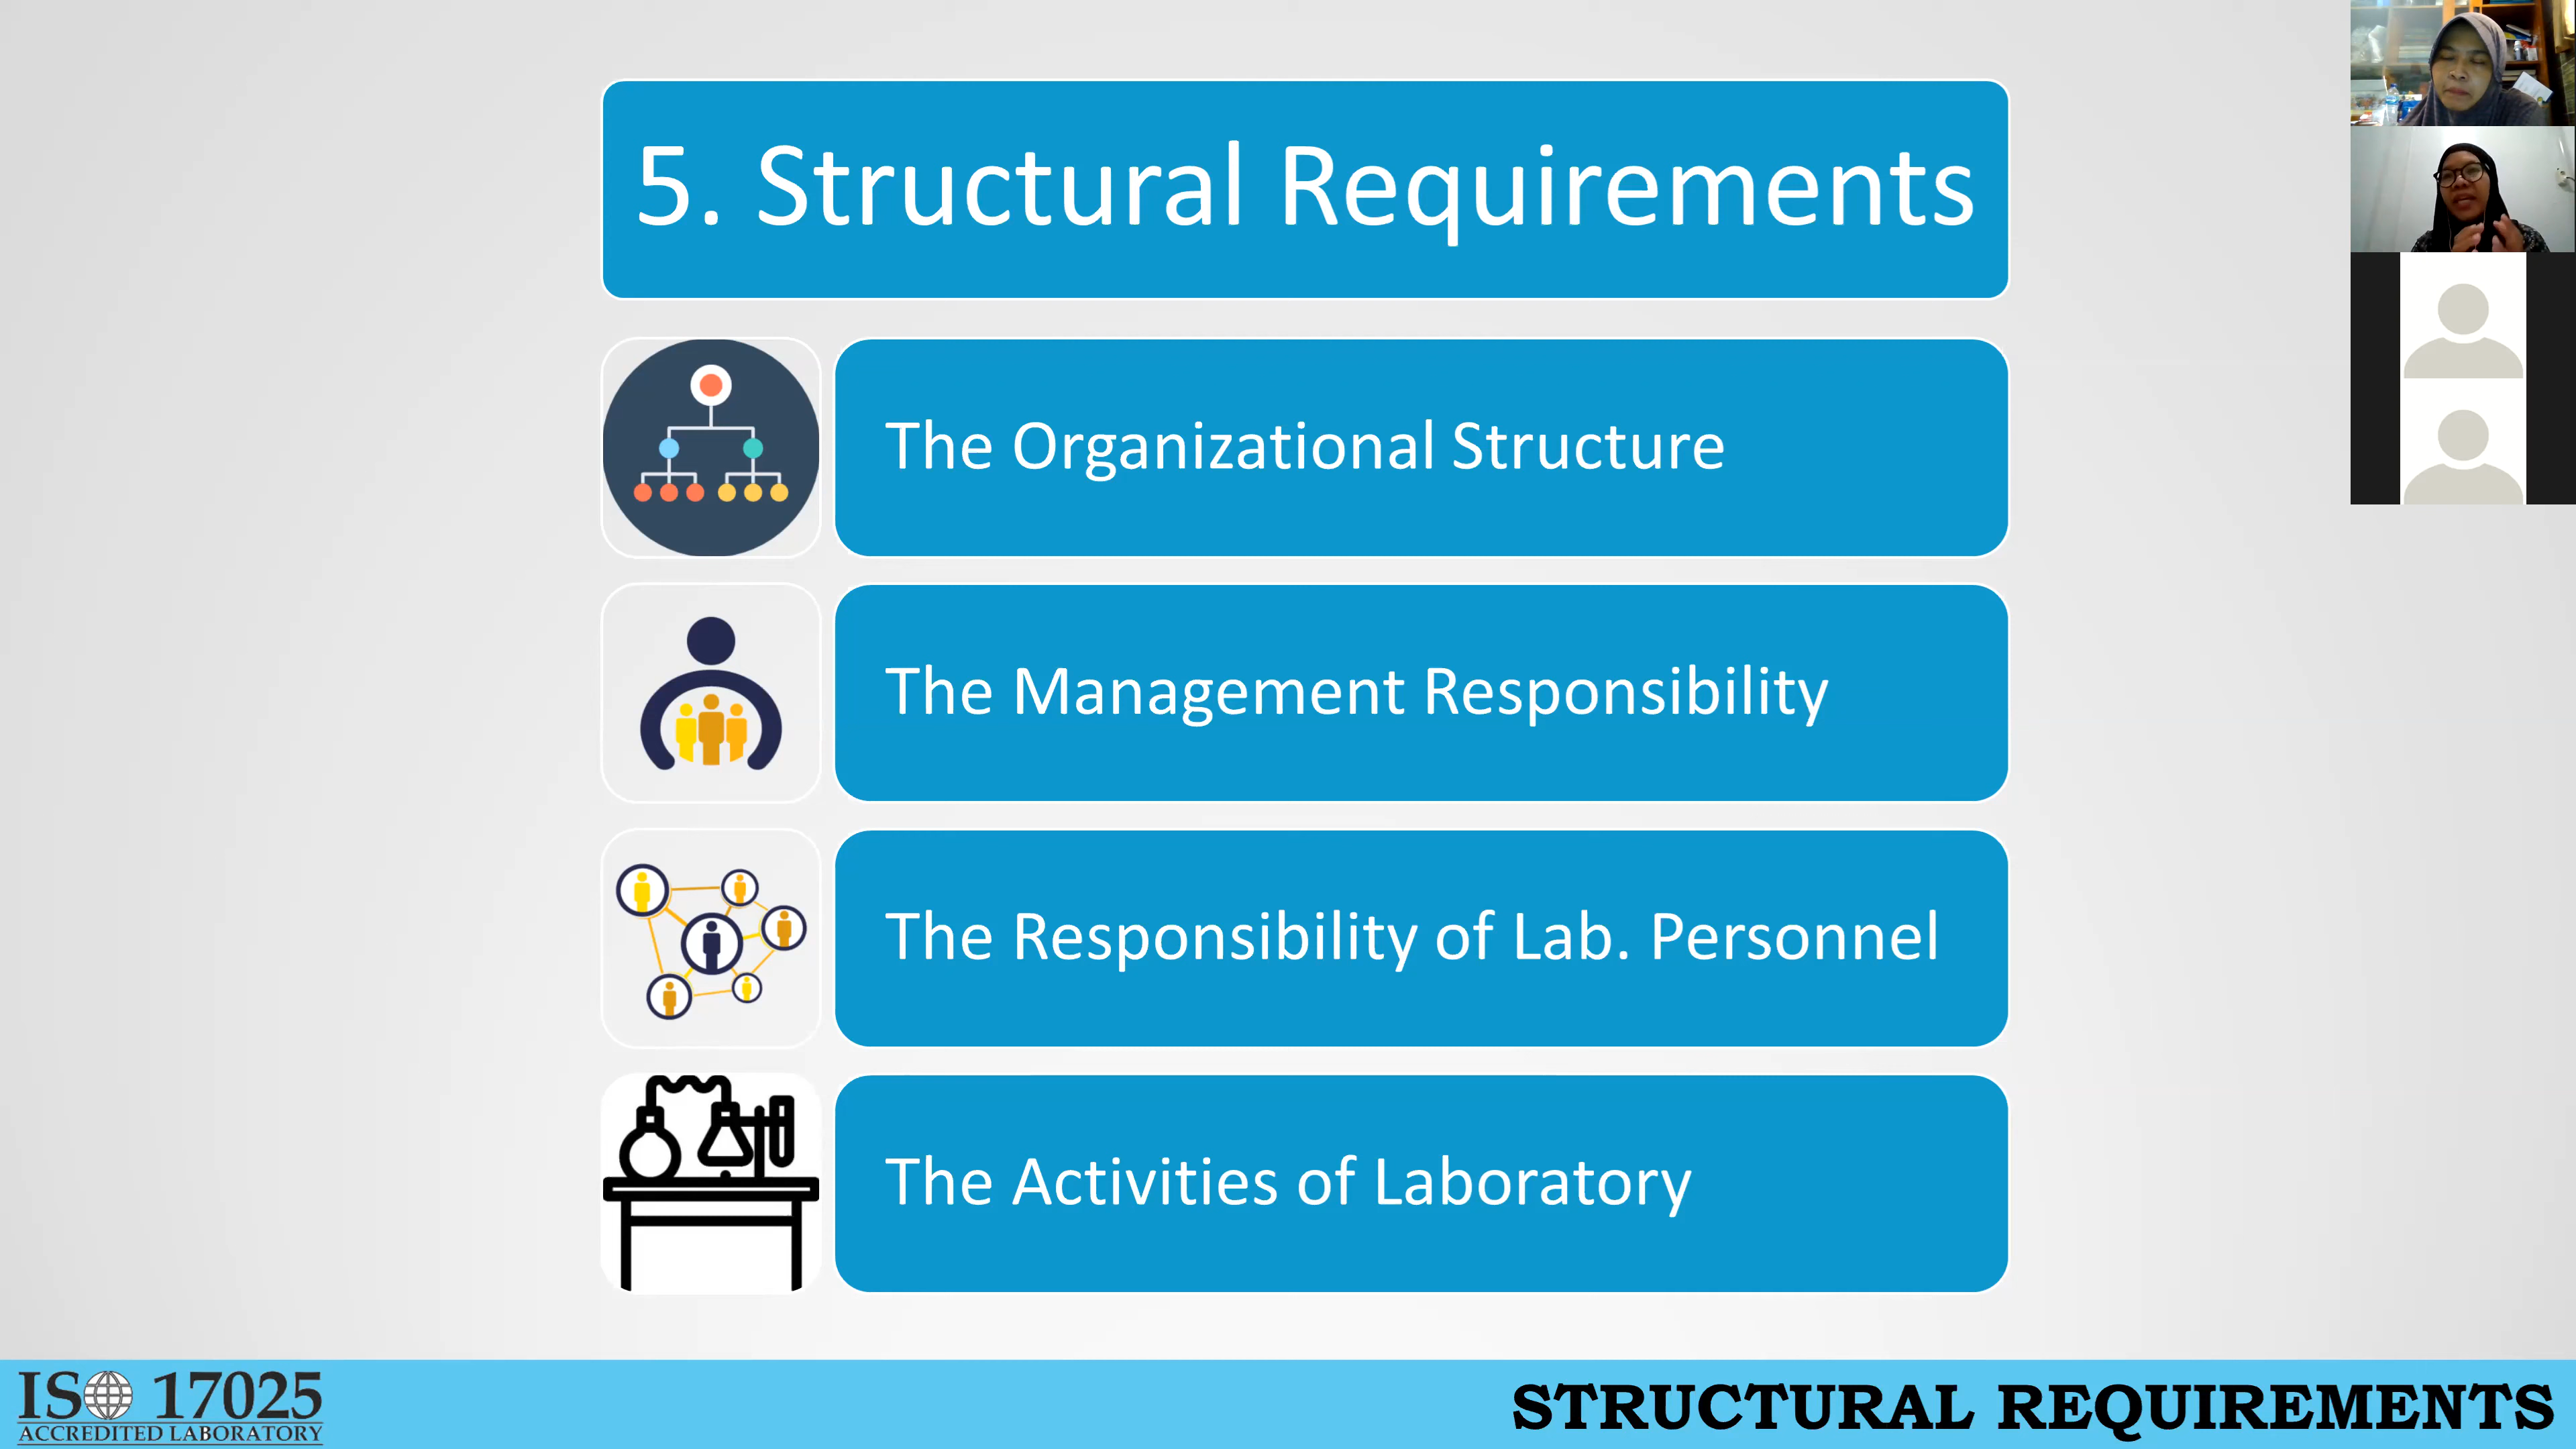 5. Structural Requirements
The Organizational Structure
The Management Responsibility
The Responsibility of Lab. Personnel
The Activities of Laboratory
ISO 17025
ACCREDITED LABORATORY
STRUCTURAL REQUIREMENTS